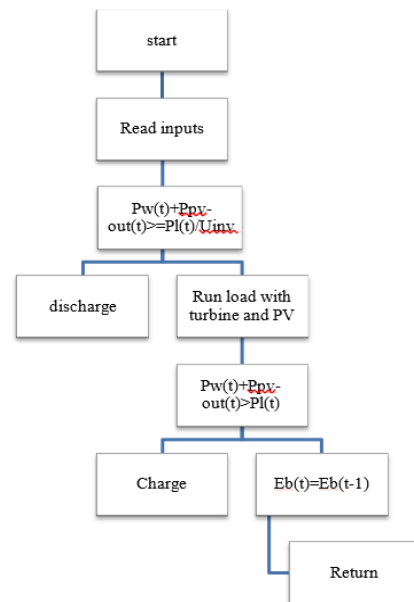 start
Read inputs
Pw(t)+Ppv-
out(t)>=Pl(t)/Uinv
discharge
Run load with
turbine and PV
Pw(t)+Ppv-
out(t)>Pl(t)
Charge
Eb(t)=Eb(t-1)
Return